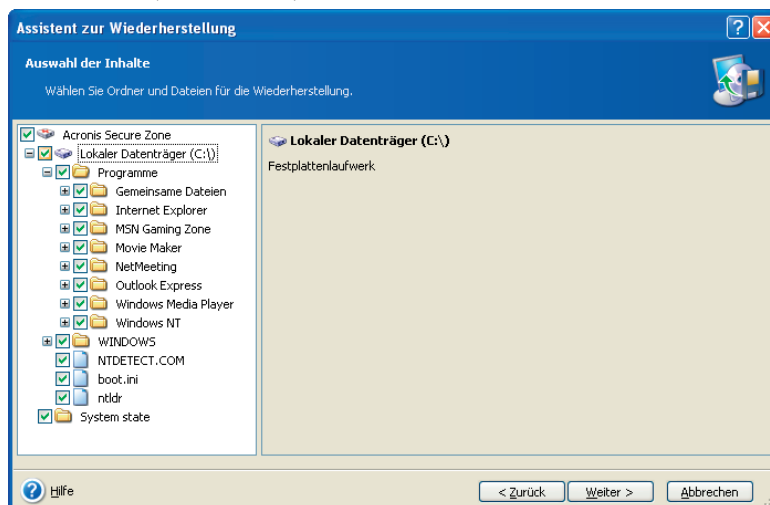 Assistent zur Wiederherstellung
Auswahl der Inhalte
Wählen Sie Ordner und Dateien für die Wiederherstellung.
Acronis Secure Zone
Lokaler Datenträger (C:\)
Programme
Gemeinsame Dateien
Internet Explorer
MSN Gaming Zone
Movie Maker
NetMeeting
Outlook Express
Windows Media Player
Windows NT
WINDOWS
NTDETECT.COM
boot.ini
ntldr
System state
Lokaler Datenträger (C:\)
Festplattenlaufwerk
Hilfe
< Zurück
Weiter >
Abbrechen